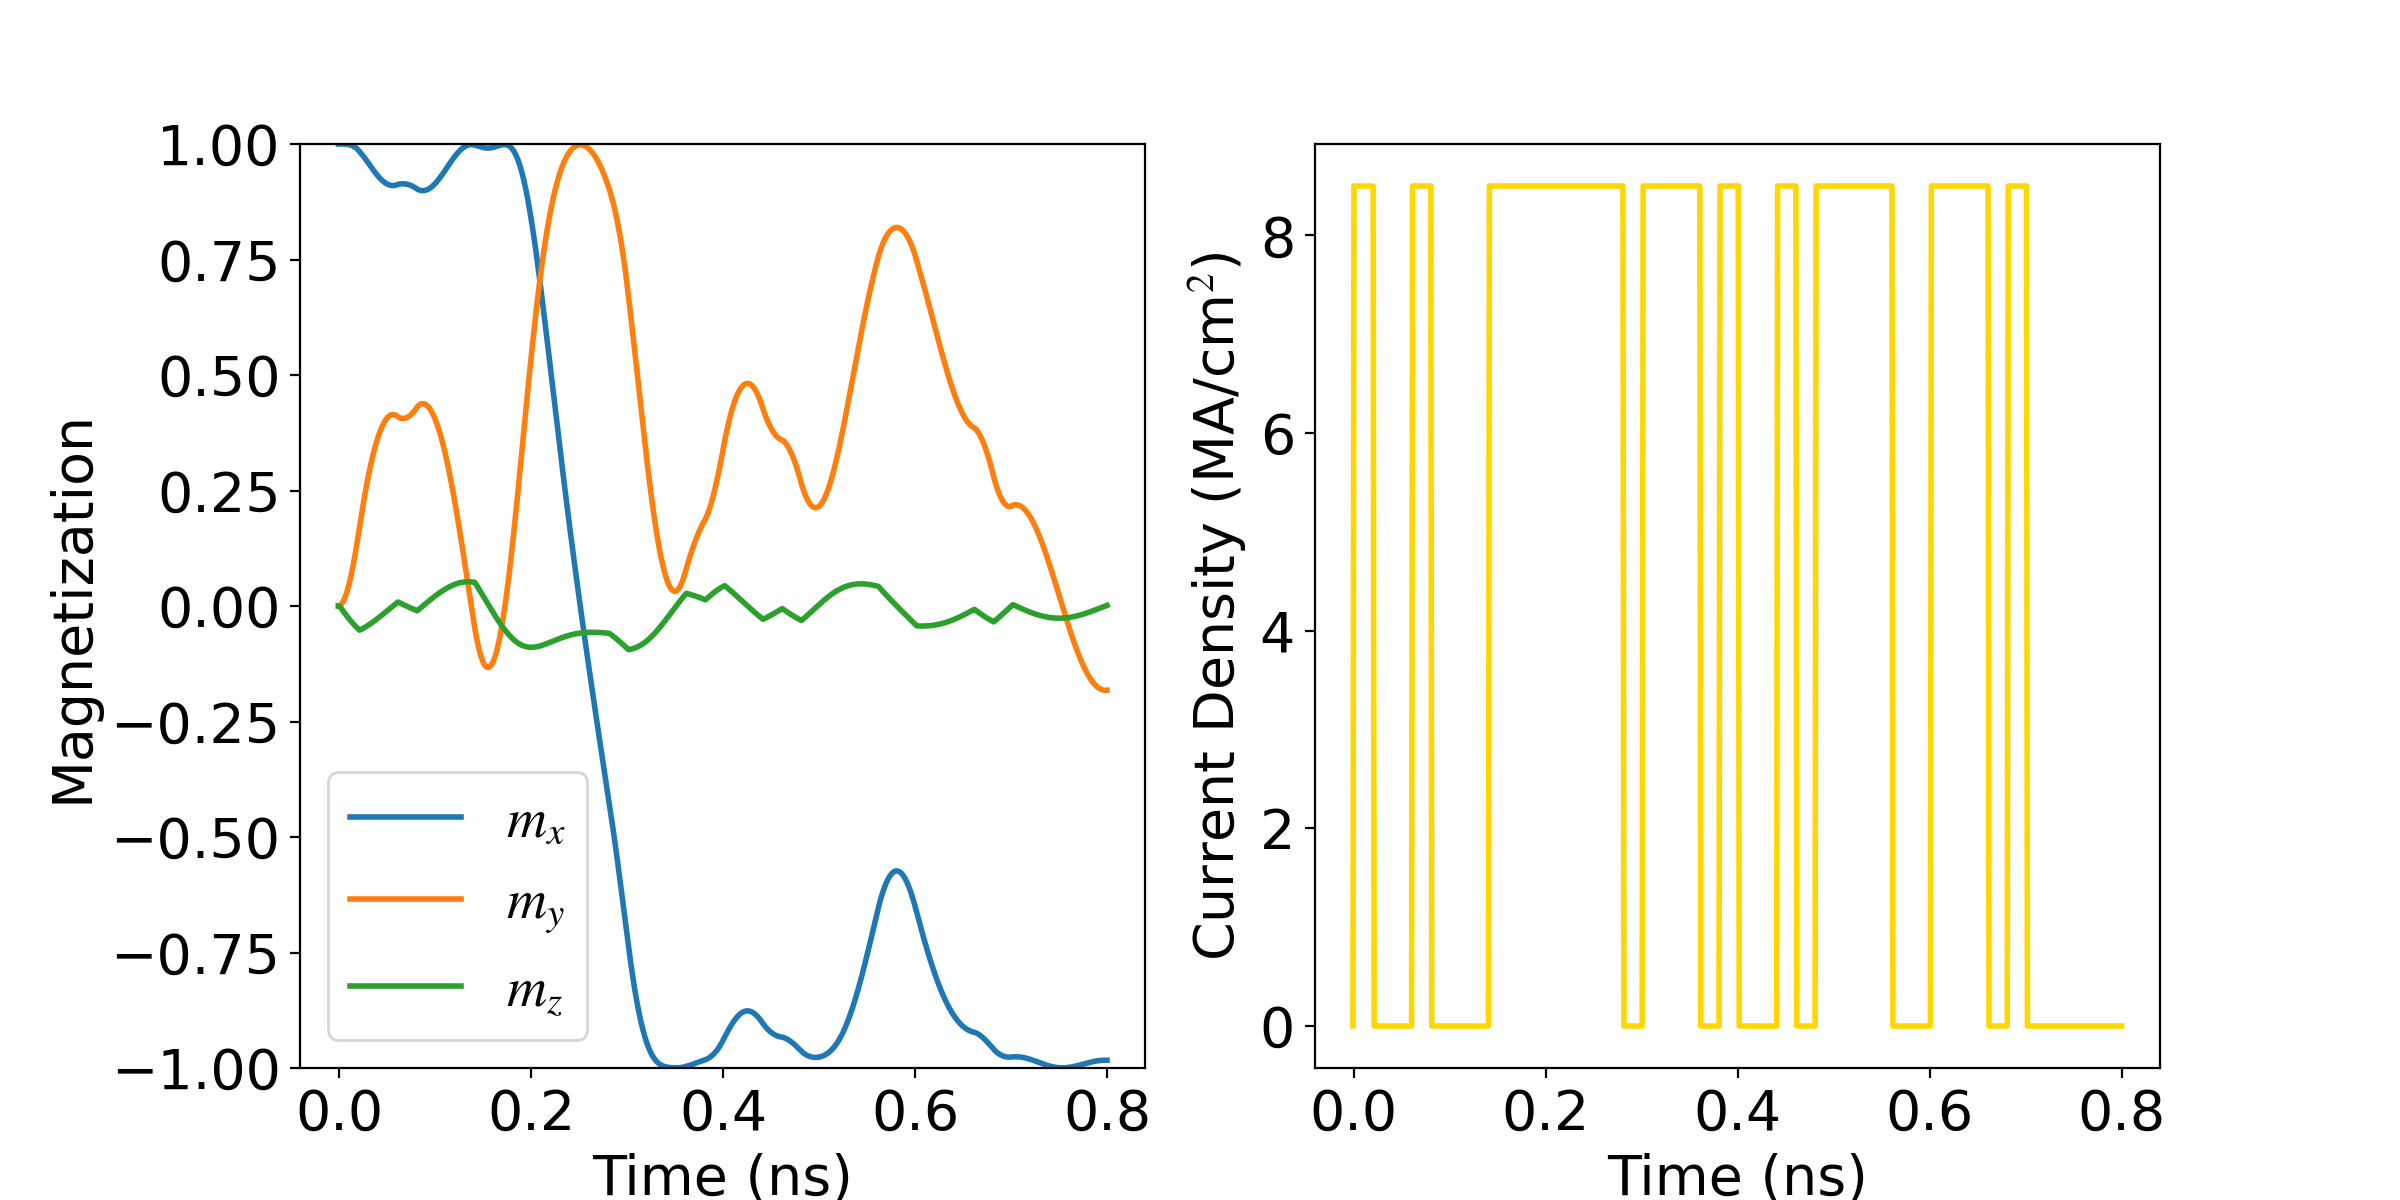 Magnetization
1.00
0.75
0.50
0.25
0.00
−0.25
−0.50
−0.75
−1.00
m_x
m_y
m_z
0.0 0.2 0.4 0.6 0.8
Time (ns)
Current Density (MA/cm²)
8
6
4
2
0
0.0 0.2 0.4 0.6 0.8
Time (ns)